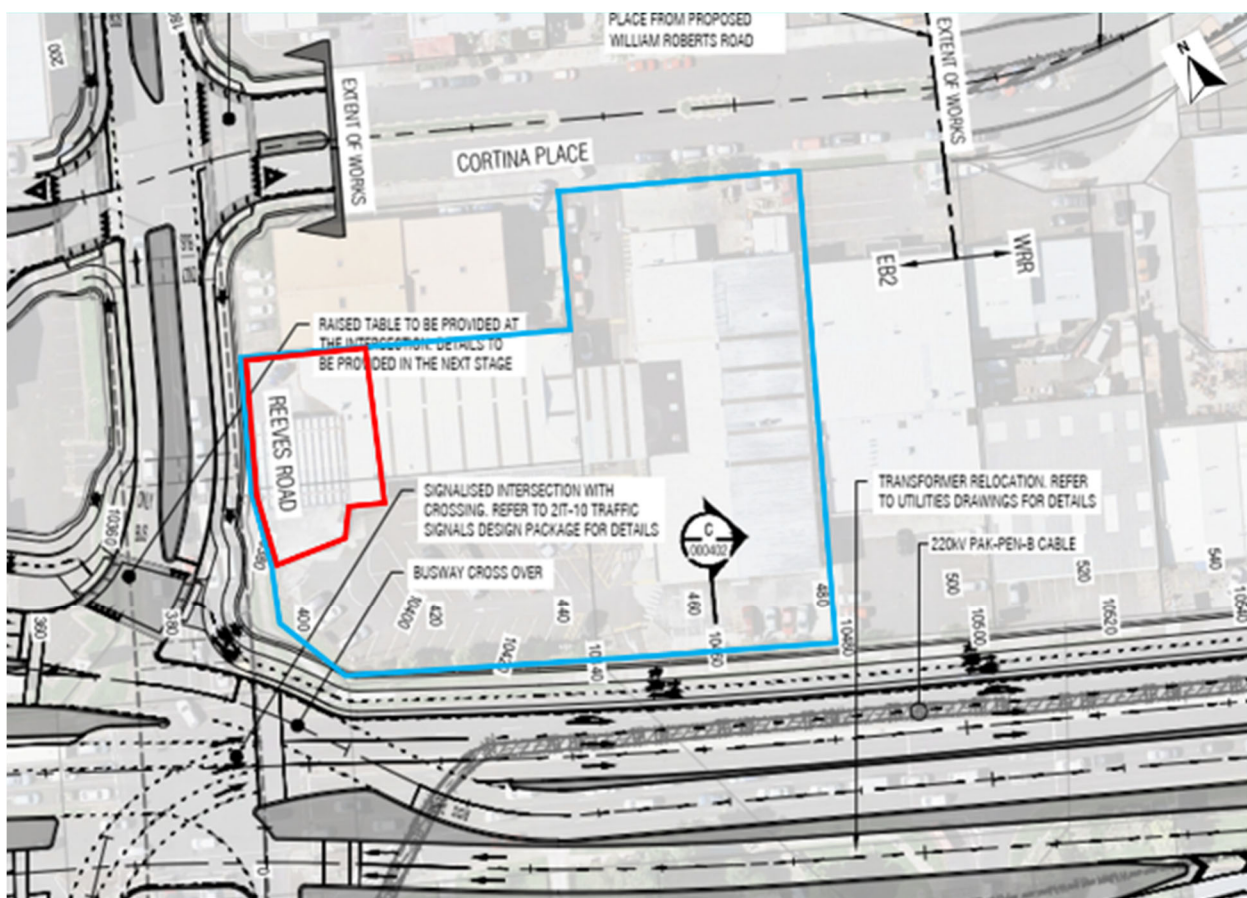 PLACE FROM PROPOSED
WILLIAM ROBERTS ROAD
N
200
EXTENT OF WORKS
EXTENT OF WORKS
CORTINA PLACE
EB2
WRR
RAISED TABLE TO BE PROVIDED AT
THE INTERSECTION. DETAILS TO
BE PROVIDED IN THE NEXT STAGE
REEVES ROAD
SIGNALISED INTERSECTION WITH
CROSSING. REFER TO 2IT-10 TRAFFIC
SIGNALS DESIGN PACKAGE FOR DETAILS
TRANSFORMER RELOCATION. REFER
TO UTILITIES DRAWINGS FOR DETAILS
220kV PAK-PEN-B CABLE
BUSWAY CROSS OVER
C
000402
10360
360
380
400
10400
420
440
10440
460
10460
480
10480
500
10500
520
10520
540
10540